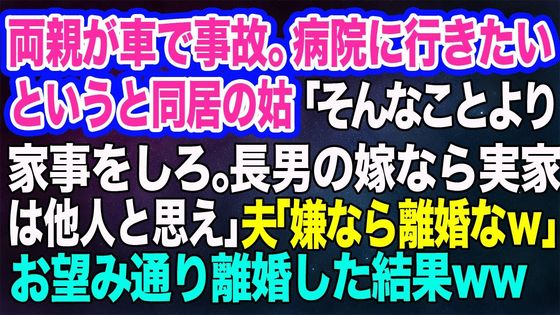 両親が車で事故。病院に行きたい
というと同居の姑「そんなことより
家事をしろ。長男の嫁なら実家
は他人と思え」夫「嫌なら離婚なw」
お望み通り離婚した結果ww